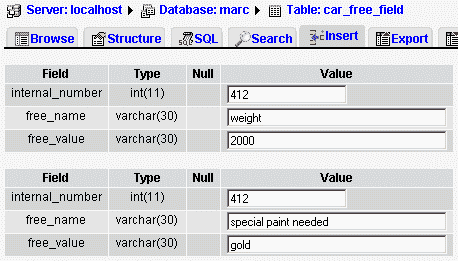 Server: localhost ▶ Database: marc ▶ Table: car_free_field
Browse Structure SQL Search Insert Export
Field Type Null Value
internal_number int(11) 412
free_name varchar(30) weight
free_value varchar(30) 2000
Field Type Null Value
internal_number int(11) 412
free_name varchar(30) special paint needed
free_value varchar(30) gold